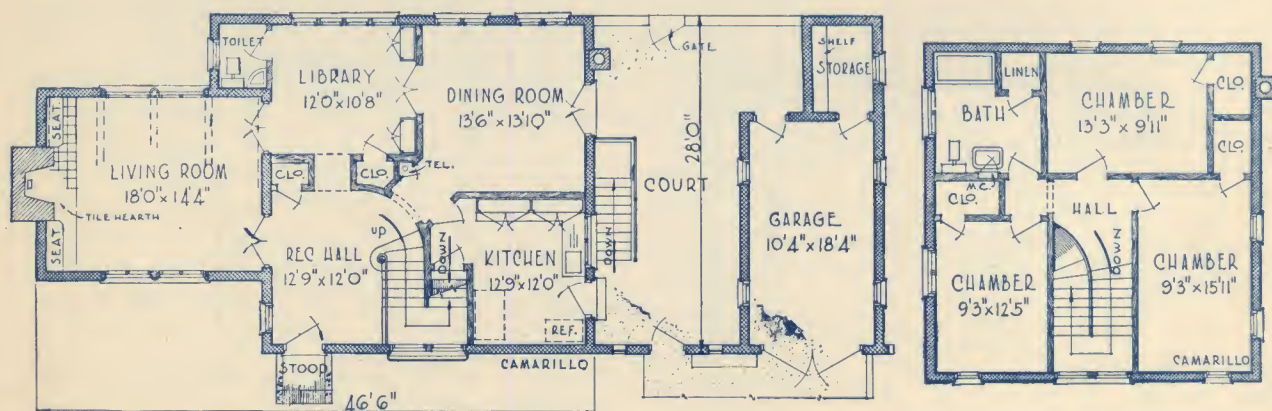 TOILET
LIBRARY
12'0"x10'8"
DINING ROOM
13'6"x13'10"
SEAT
LIVING ROOM
18'0"x14'4"
TILE HEARTH
SEAT
CLO.
CLO.
TEL.
REC HALL
12'9"x12'0"
UP
DOWN
KITCHEN
12'9"x12'0"
REF.
STOOP
CAMARILLO
46'6"
GATE
SHELF
STORAGE
28'0"
COURT
DOWN
GARAGE
10'4"x18'4"
LINEN
BATH
CHAMBER
13'3"x9'11"
CLO.
CLO.
M.C.
CLO.
HALL
DOWN
CHAMBER
9'3"x12'5"
CHAMBER
9'3"x15'11"
CAMARILLO